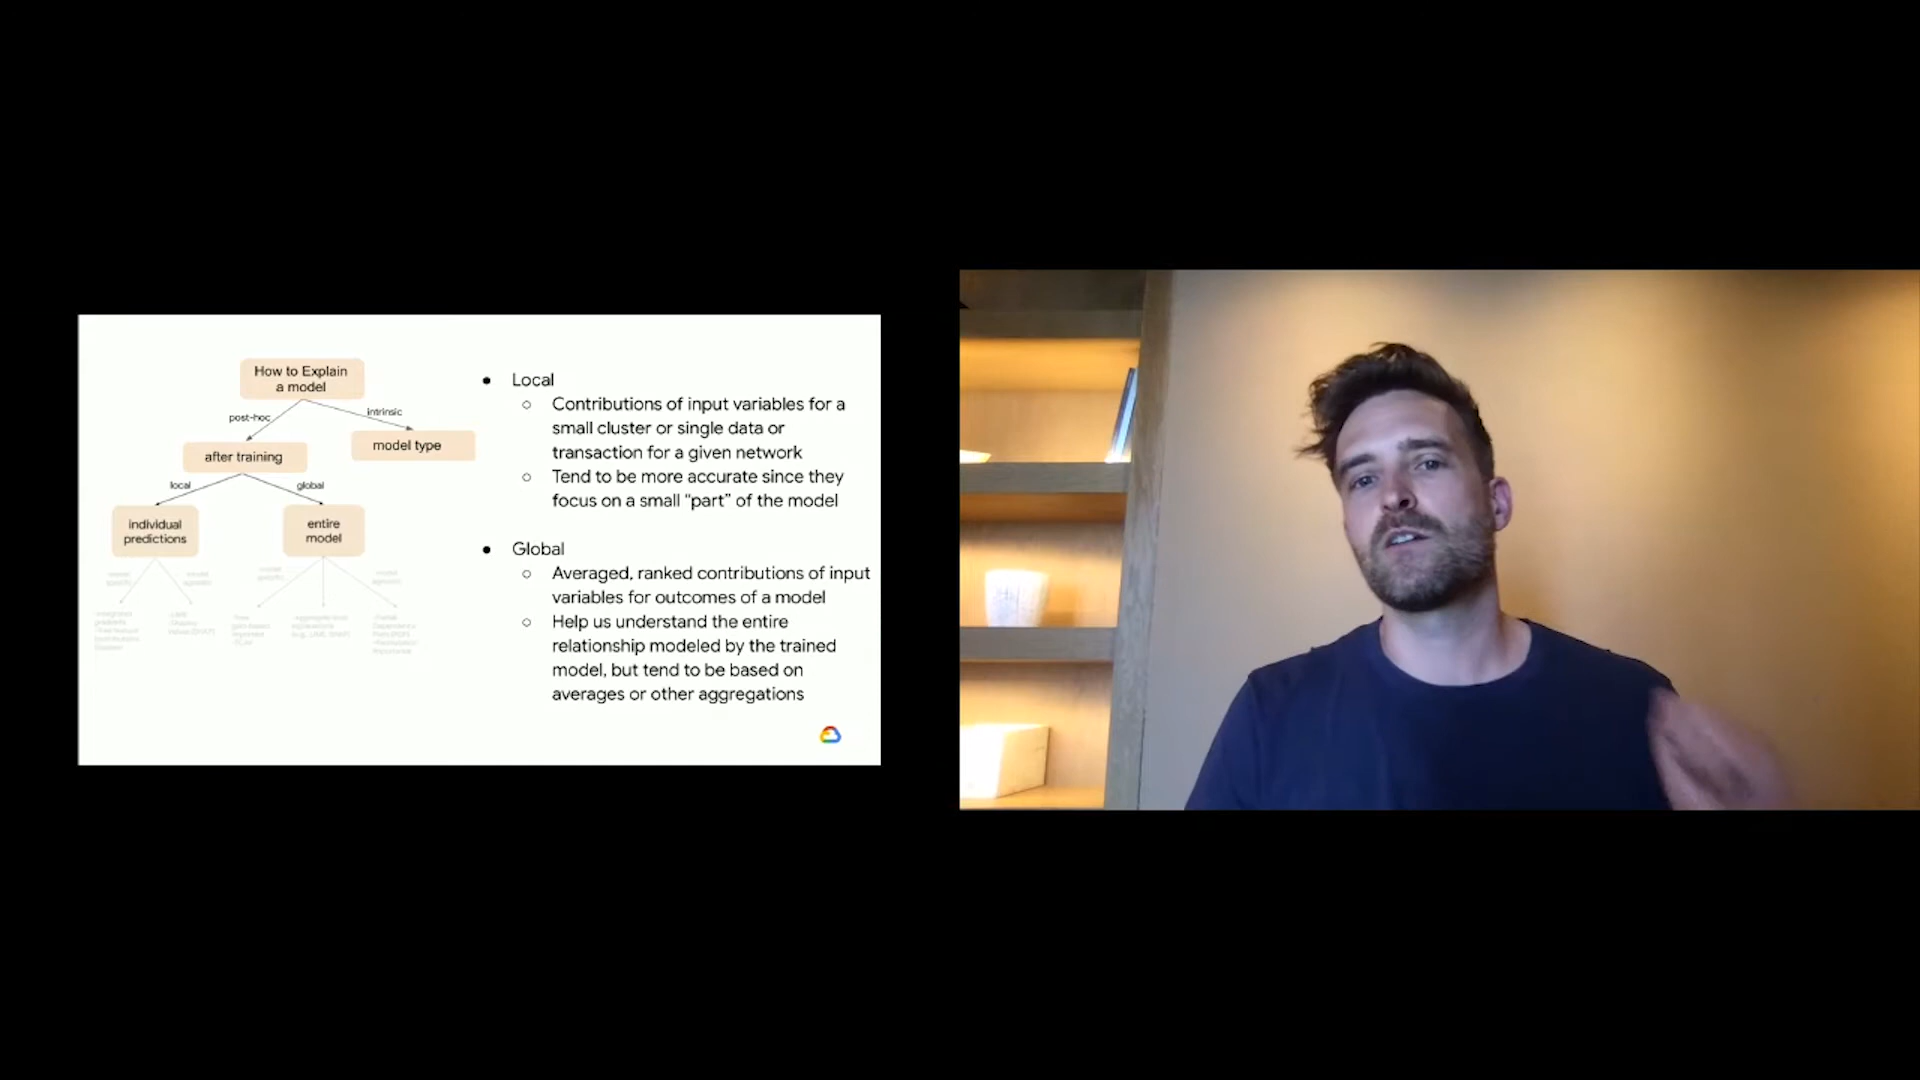 How to Explain
a model
post-hoc
intrinsic
model type
after training
local
global
individual
predictions
entire
model
• Local
○ Contributions of input variables for a
small cluster or single data or
transaction for a given network
○ Tend to be more accurate since they
focus on a small “part” of the model
• Global
○ Averaged, ranked contributions of input
variables for outcomes of a model
○ Help us understand the entire
relationship modeled by the trained
model, but tend to be based on
averages or other aggregations